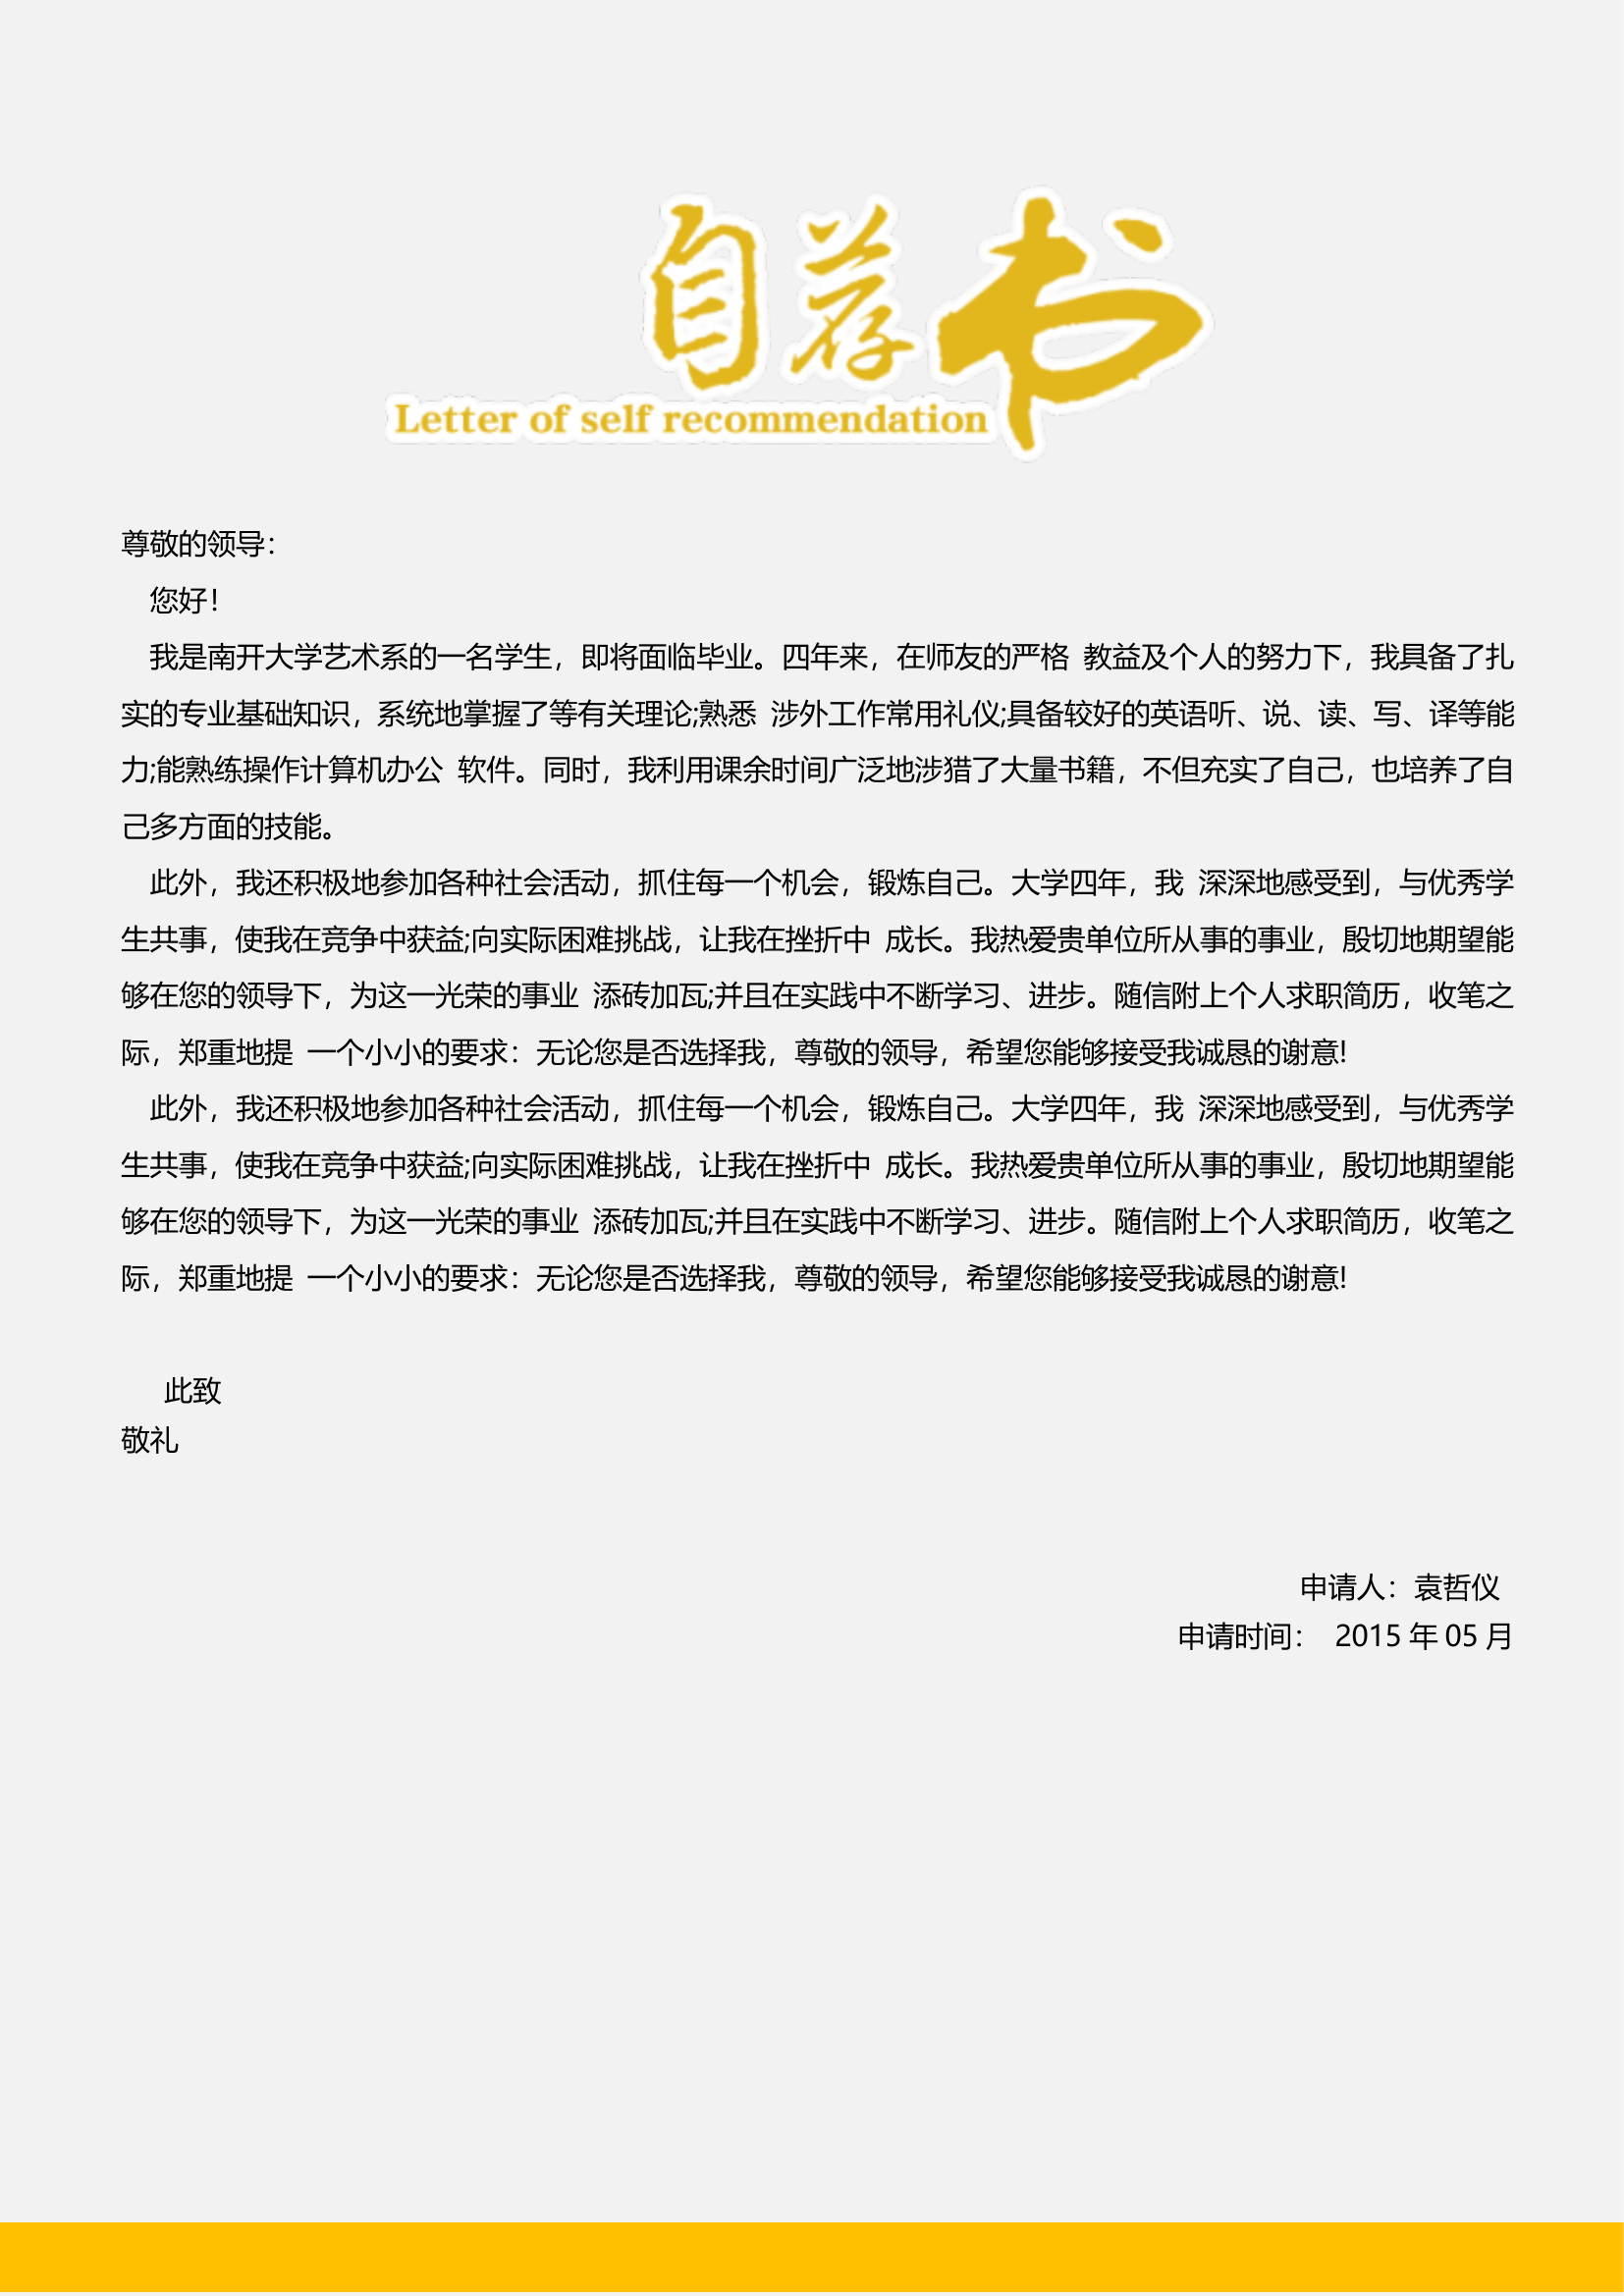 自荐书
Letter of self recommendation
尊敬的领导：
您好！
我是南开大学艺术系的一名学生，即将面临毕业。四年来，在师友的严格 教益及个人的努力下，我具备了扎
实的专业基础知识，系统地掌握了等有关理论;熟悉 涉外工作常用礼仪;具备较好的英语听、说、读、写、译等能
力;能熟练操作计算机办公 软件。同时，我利用课余时间广泛地涉猎了大量书籍，不但充实了自己，也培养了自
己多方面的技能。
此外，我还积极地参加各种社会活动，抓住每一个机会，锻炼自己。大学四年，我 深深地感受到，与优秀学
生共事，使我在竞争中获益;向实际困难挑战，让我在挫折中 成长。我热爱贵单位所从事的事业，殷切地期望能
够在您的领导下，为这一光荣的事业 添砖加瓦;并且在实践中不断学习、进步。随信附上个人求职简历，收笔之
际，郑重地提 一个小小的要求：无论您是否选择我，尊敬的领导，希望您能够接受我诚恳的谢意!
此外，我还积极地参加各种社会活动，抓住每一个机会，锻炼自己。大学四年，我 深深地感受到，与优秀学
生共事，使我在竞争中获益;向实际困难挑战，让我在挫折中 成长。我热爱贵单位所从事的事业，殷切地期望能
够在您的领导下，为这一光荣的事业 添砖加瓦;并且在实践中不断学习、进步。随信附上个人求职简历，收笔之
际，郑重地提 一个小小的要求：无论您是否选择我，尊敬的领导，希望您能够接受我诚恳的谢意!
此致
敬礼
申请人：袁哲仪
申请时间： 2015 年 05 月